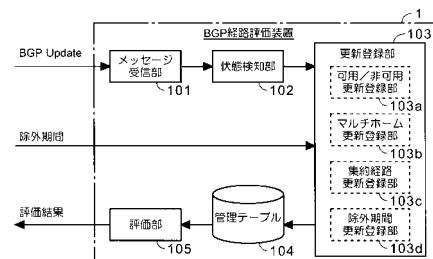 1
BGP経路評価装置
103
BGP Update
メッセージ
受信部
101
状態検知部
102
更新登録部
可用/非可用
更新登録部
103a
マルチホーム
更新登録部
103b
除外期間
集約経路
更新登録部
103c
評価結果
評価部
105
管理テーブル
104
除外期間
更新登録部
103d